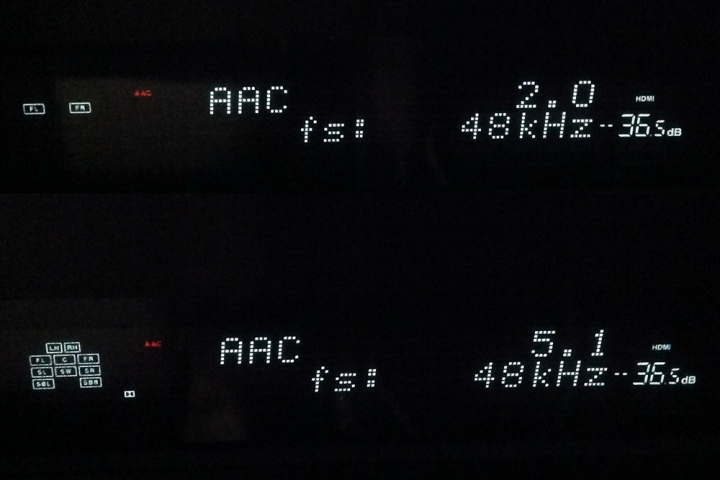 FL FR AAC AAC 2.0 HDMI
fs: 48kHz -36.5dB
LH RH AAC AAC 5.1 HDMI
FL C FR
SL SW SR fs: 48kHz -36.5dB
SBL SBR